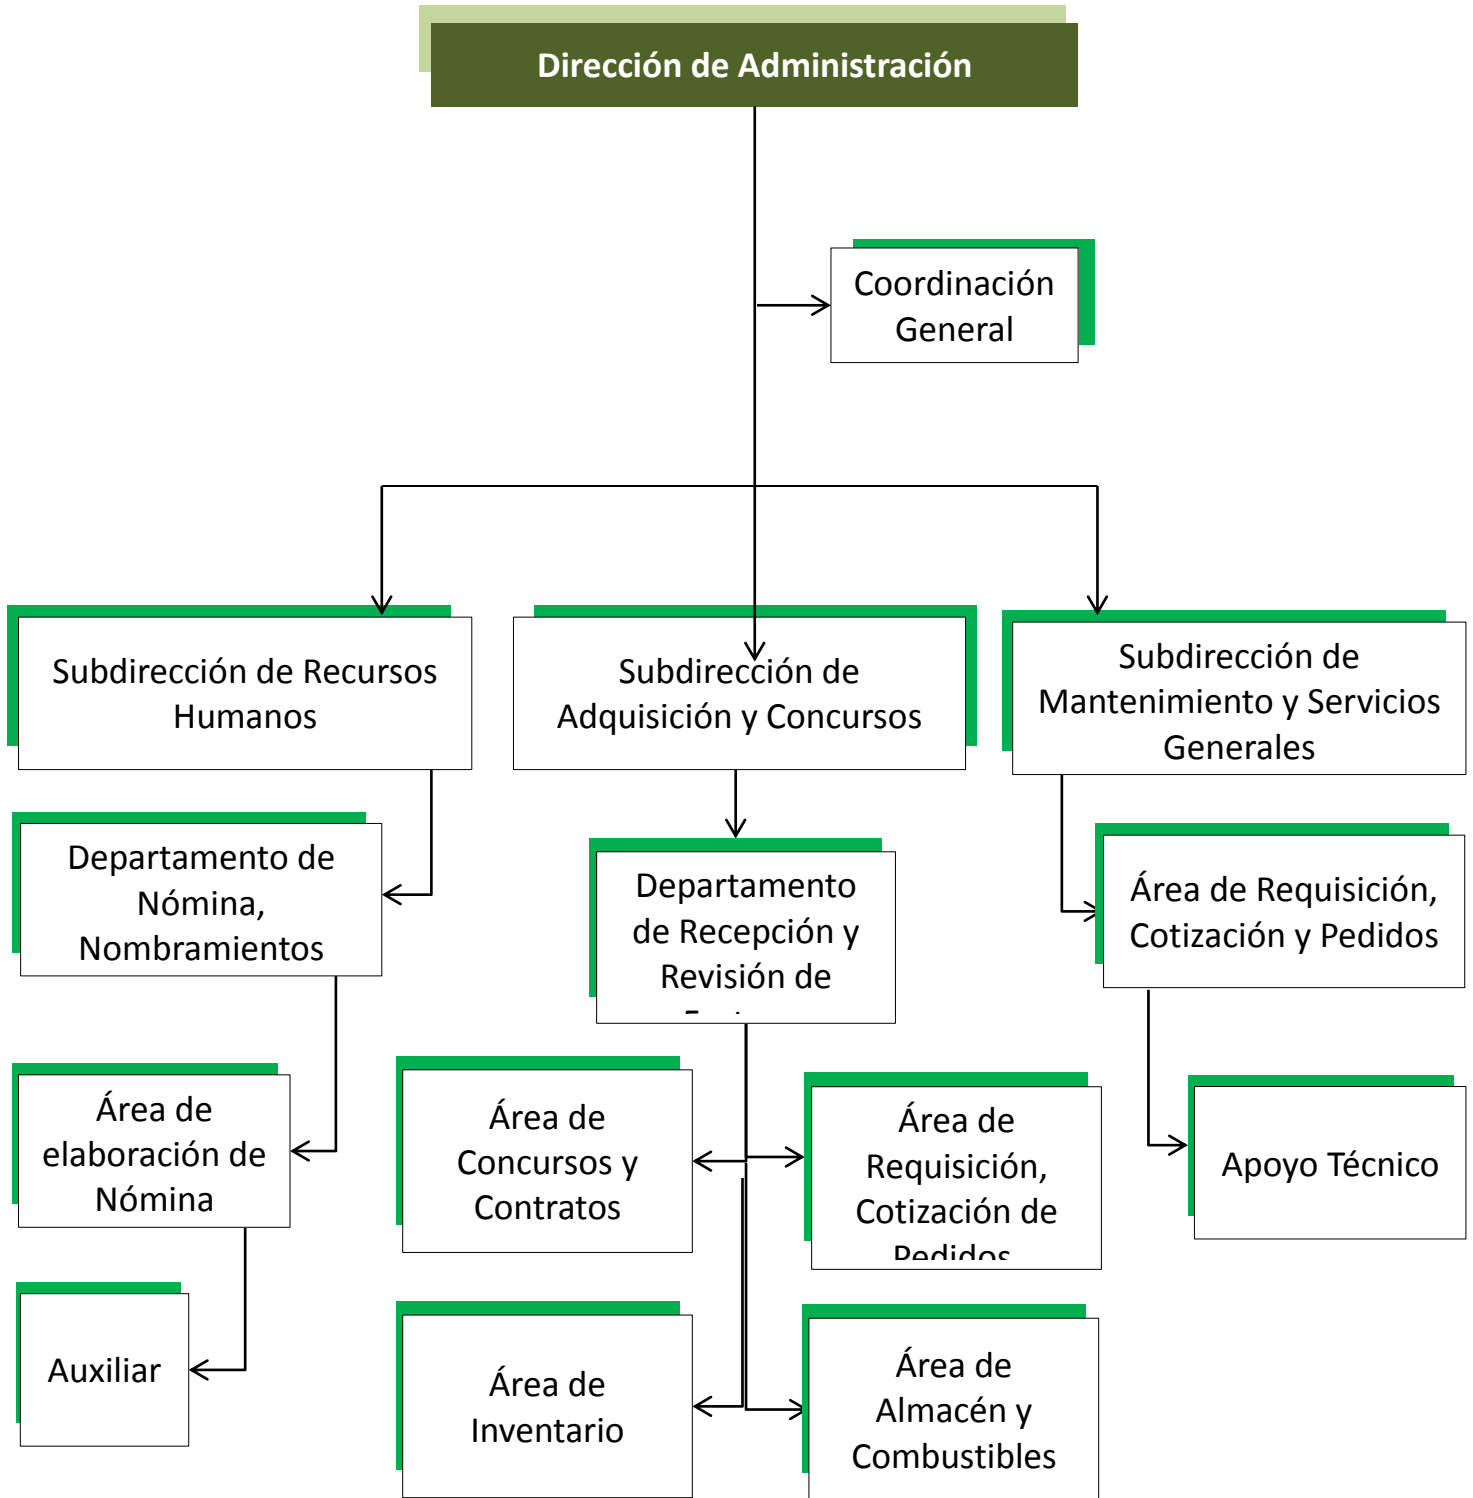 Dirección de Administración
Coordinación
General
Subdirección de Recursos
Humanos
Subdirección de
Adquisición y Concursos
Subdirección de
Mantenimiento y Servicios
Generales
Departamento de
Nómina,
Nombramientos
Departamento
de Recepción y
Revisión de
Área de Requisición,
Cotización y Pedidos
Área de
elaboración de
Nómina
Área de
Concursos y
Contratos
Área de
Requisición,
Cotización de
Pedidos
Apoyo Técnico
Auxiliar
Área de
Inventario
Área de
Almacén y
Combustibles